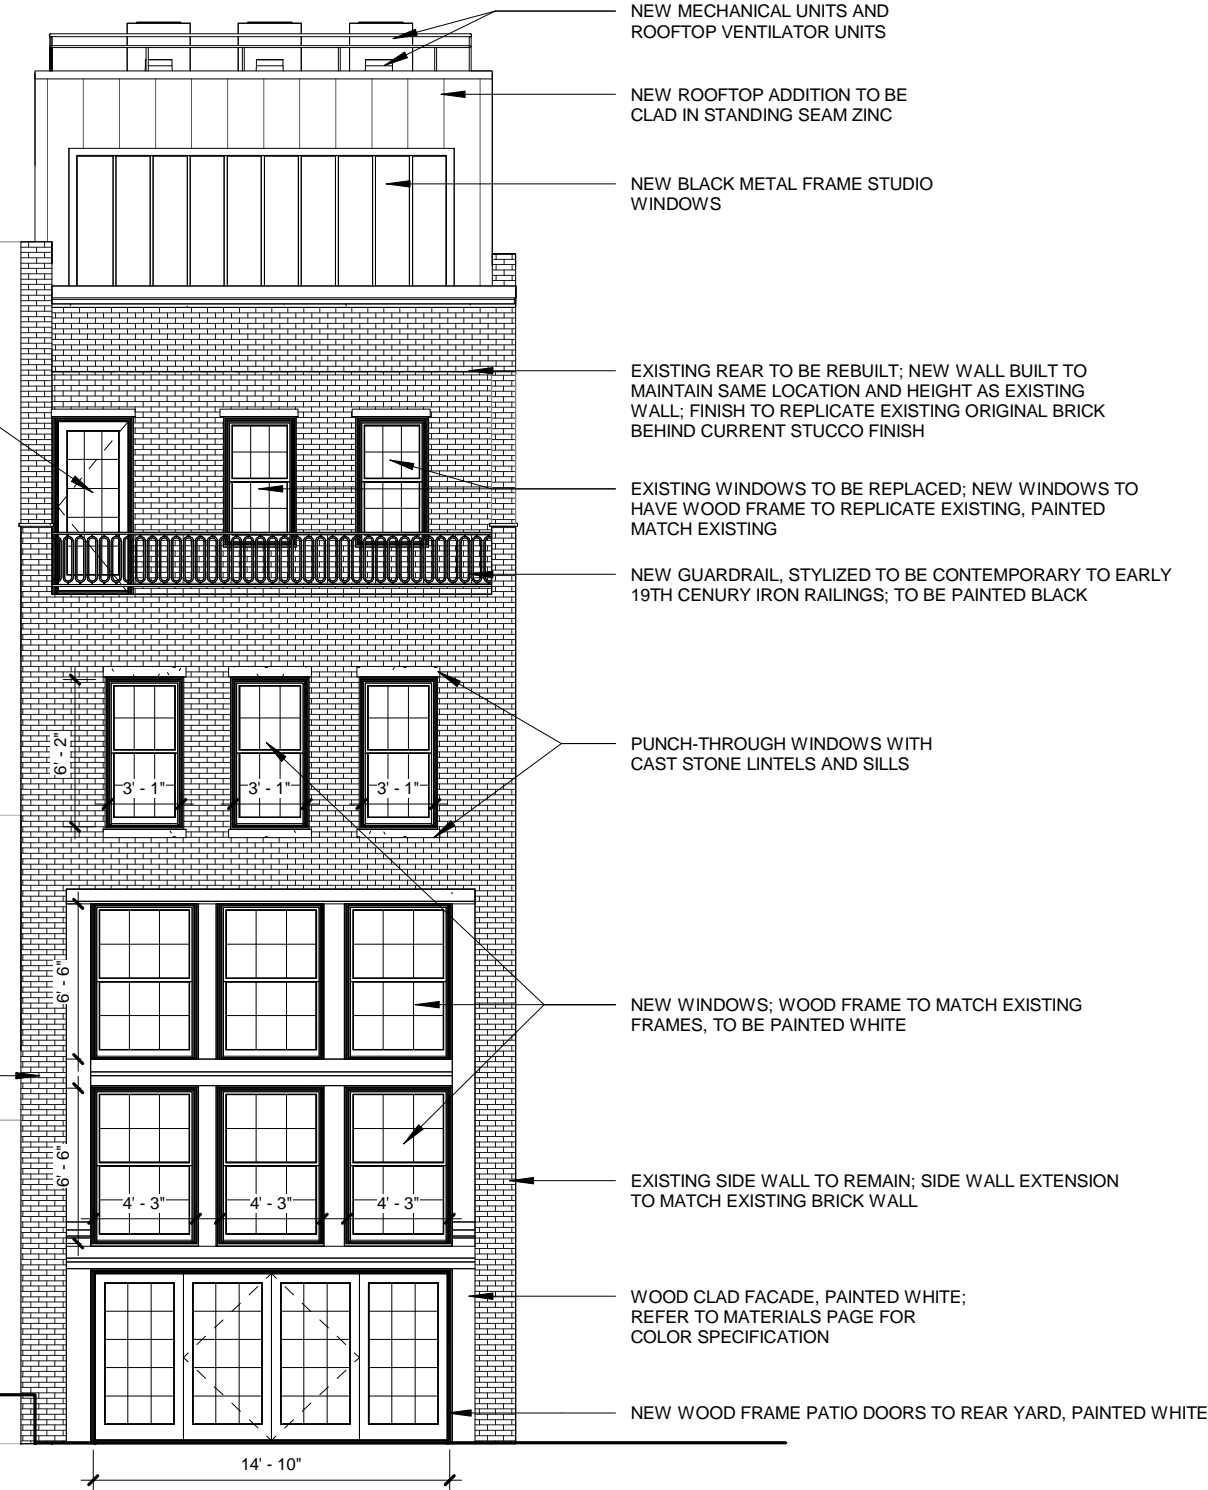 NEW MECHANICAL UNITS AND
ROOFTOP VENTILATOR UNITS
NEW ROOFTOP ADDITION TO BE
CLAD IN STANDING SEAM ZINC
NEW BLACK METAL FRAME STUDIO
WINDOWS
EXISTING REAR TO BE REBUILT; NEW WALL BUILT TO
MAINTAIN SAME LOCATION AND HEIGHT AS EXISTING
WALL; FINISH TO REPLICATE EXISTING ORIGINAL BRICK
BEHIND CURRENT STUCCO FINISH
EXISTING WINDOWS TO BE REPLACED; NEW WINDOWS TO
HAVE WOOD FRAME TO REPLICATE EXISTING, PAINTED
MATCH EXISTING
NEW GUARDRAIL, STYLIZED TO BE CONTEMPORARY TO EARLY
19TH CENURY IRON RAILINGS; TO BE PAINTED BLACK
6' - 2"
3' - 1" 3' - 1" 3' - 1"
PUNCH-THROUGH WINDOWS WITH
CAST STONE LINTELS AND SILLS
6' - 6"
NEW WINDOWS; WOOD FRAME TO MATCH EXISTING
FRAMES, TO BE PAINTED WHITE
6' - 6"
4' - 3" 4' - 3" 4' - 3"
EXISTING SIDE WALL TO REMAIN; SIDE WALL EXTENSION
TO MATCH EXISTING BRICK WALL
WOOD CLAD FACADE, PAINTED WHITE;
REFER TO MATERIALS PAGE FOR
COLOR SPECIFICATION
NEW WOOD FRAME PATIO DOORS TO REAR YARD, PAINTED WHITE
14' - 10"